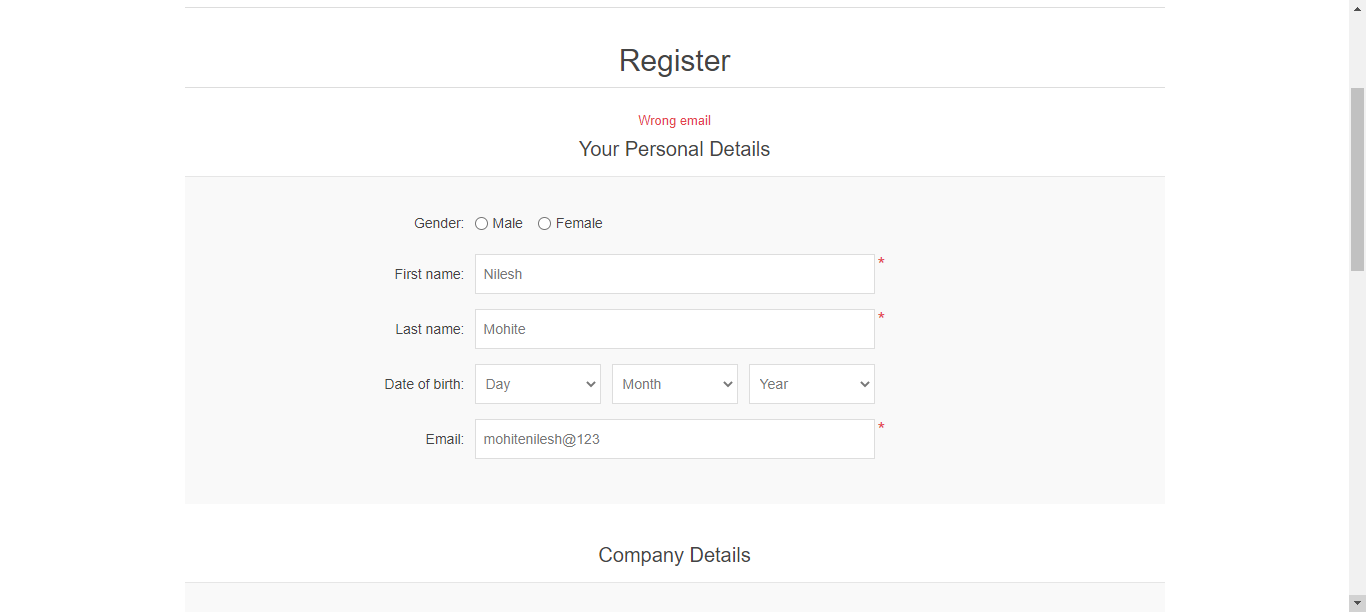 Register
Wrong email
Your Personal Details
Gender: Male Female
First name: Nilesh *
Last name: Mohite *
Date of birth: Day Month Year
Email: mohitenilesh@123 *
Company Details